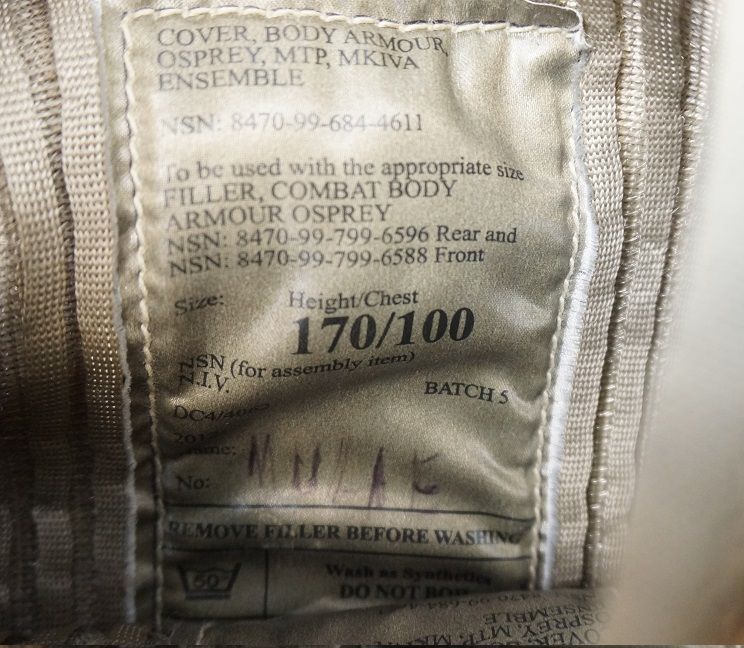 COVER, BODY ARMOUR,
OSPREY, MTP, MKIVA
ENSEMBLE
NSN: 8470-99-684-4611
To be used with the appropriate size
FILLER, COMBAT BODY
ARMOUR OSPREY
NSN: 8470-99-799-6596 Rear and
NSN: 8470-99-799-6588 Front
Size: Height/Chest
170/100
NSN (for assembly item)
N.I.V.
BATCH 5
No:
REMOVE FILLER BEFORE WASHING
50
Wash as Synthetics
DO NOT